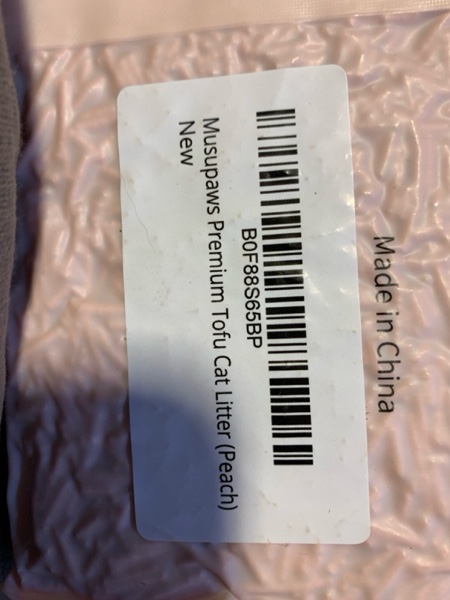 Made in China
B0F88S65BP
Musupaws Premium Tofu Cat Litter (Peach)
New